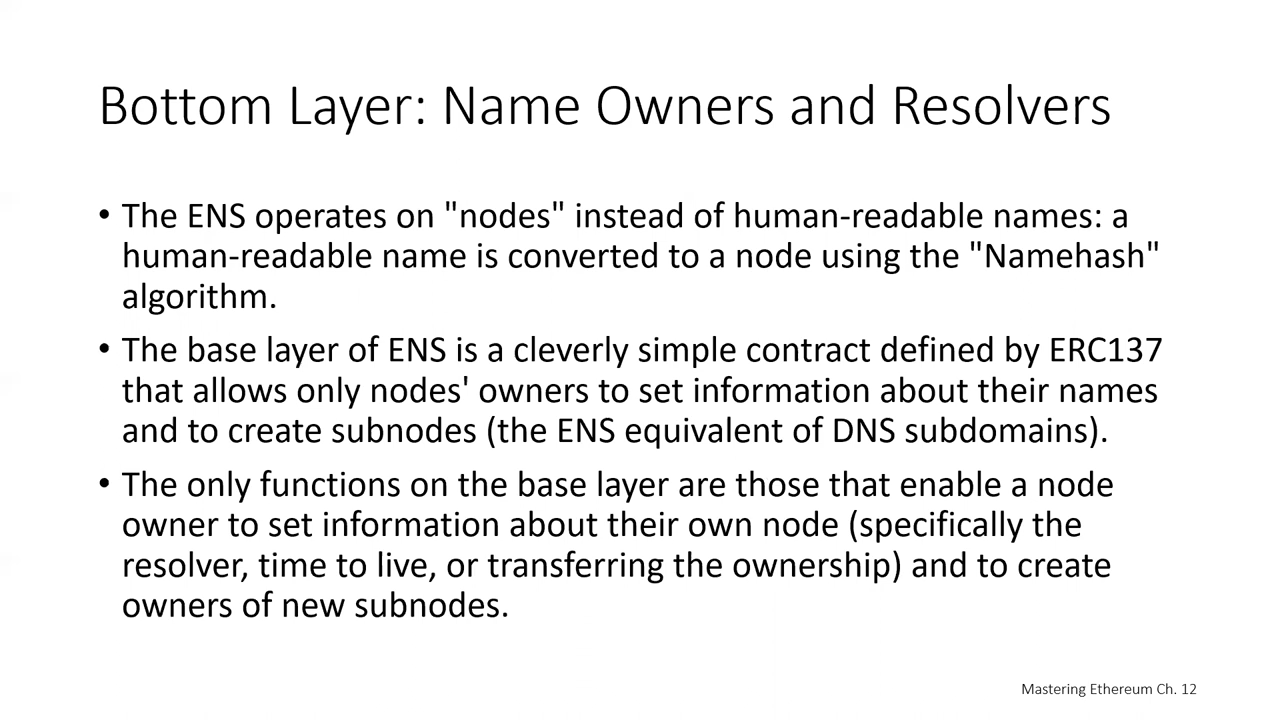 Bottom Layer: Name Owners and Resolvers
• The ENS operates on "nodes" instead of human-readable names: a
human-readable name is converted to a node using the "Namehash"
algorithm.
• The base layer of ENS is a cleverly simple contract defined by ERC137
that allows only nodes' owners to set information about their names
and to create subnodes (the ENS equivalent of DNS subdomains).
• The only functions on the base layer are those that enable a node
owner to set information about their own node (specifically the
resolver, time to live, or transferring the ownership) and to create
owners of new subnodes.
Mastering Ethereum Ch. 12